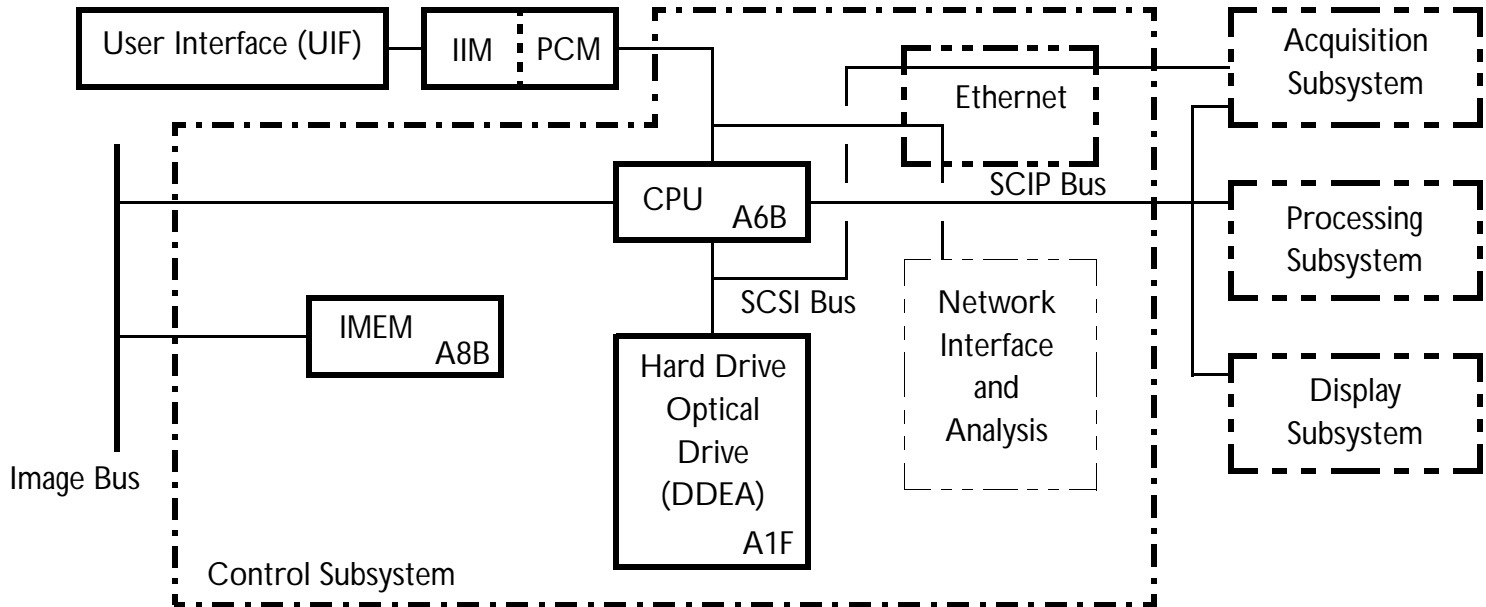 User Interface (UIF)
IIM
PCM
Ethernet
Acquisition
Subsystem
CPU
A6B
SCIP Bus
Processing
Subsystem
SCSI Bus
IMEM
A8B
Network
Interface
and
Analysis
Hard Drive
Optical
Drive
(DDEA)
A1F
Display
Subsystem
Image Bus
Control Subsystem